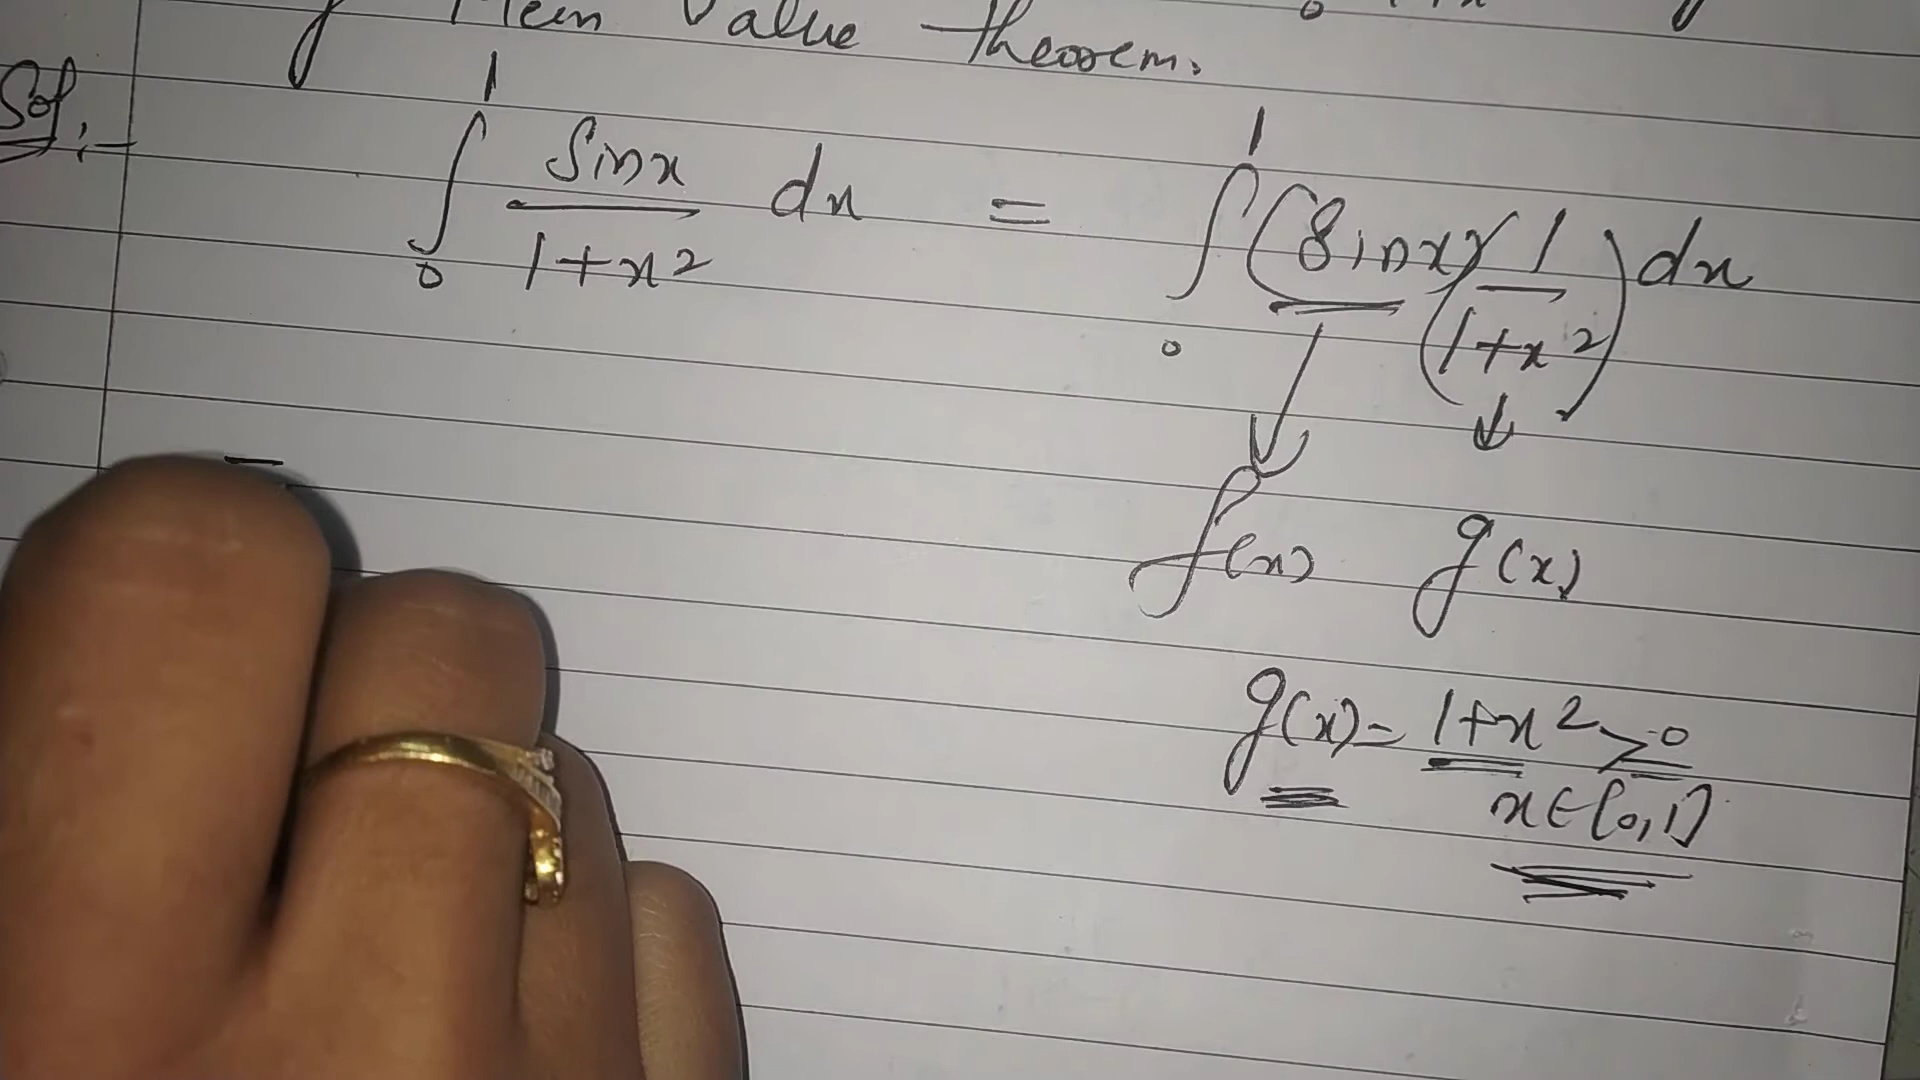 Mean Value theorem.
Sol :-
∫₀¹ Sinx / 1+x² dx = ∫₀¹ (Sinx) (1 / 1+x²) dx
f(x) g(x)
g(x) = 1+x² > 0
x ∈ [0,1]